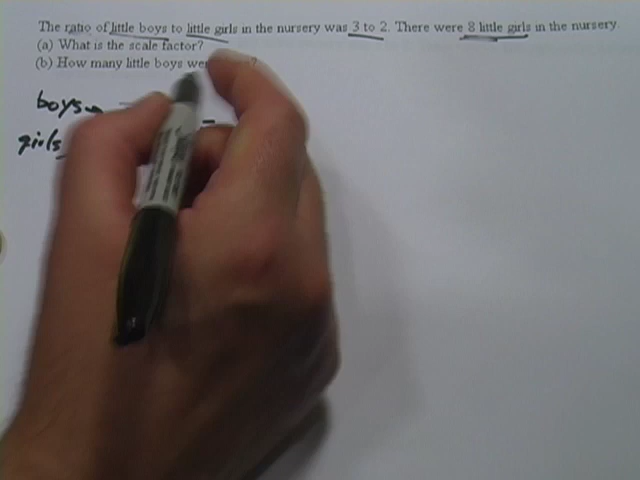 The ratio of little boys to little girls in the nursery was 3 to 2. There were 8 little girls in the nursery.
(a) What is the scale factor?
(b) How many little boys ?
boys
girls